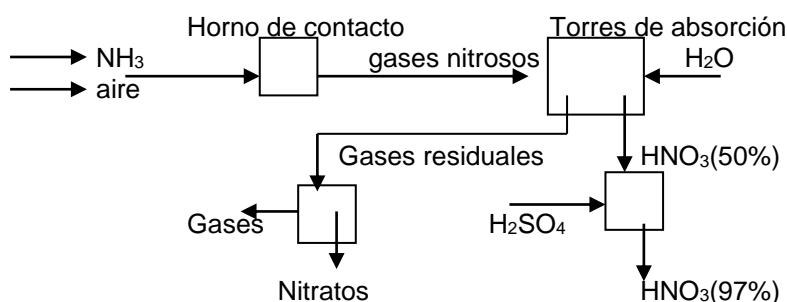 Horno de contacto
Torres de absorción
NH₃
gases nitrosos
H₂O
aire
Gases residuales
HNO₃(50%)
Gases
H₂SO₄
Nitratos
HNO₃(97%)